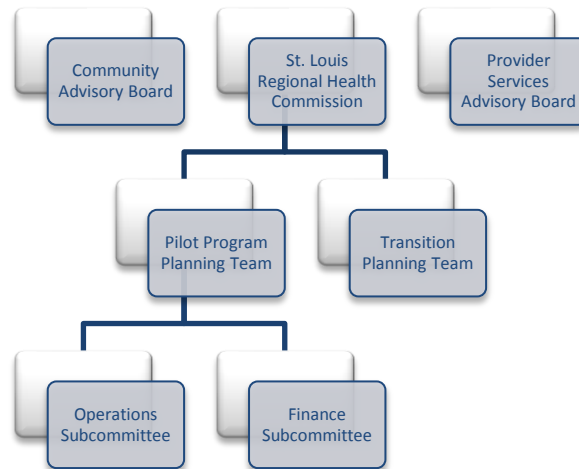 Community
Advisory Board
St. Louis
Regional Health
Commission
Provider
Services
Advisory Board
Pilot Program
Planning Team
Transition
Planning Team
Operations
Subcommittee
Finance
Subcommittee